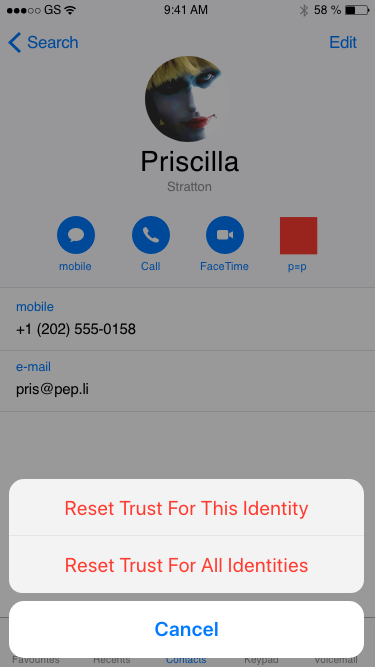 GS 9:41 AM 58 %
Search Edit
Priscilla
Stratton
mobile Call FaceTime p=p
mobile
+1 (202) 555-0158
e-mail
pris@pep.li
Reset Trust For This Identity
Reset Trust For All Identities
Cancel
Favourites Recents Contacts Keypad Voicemail